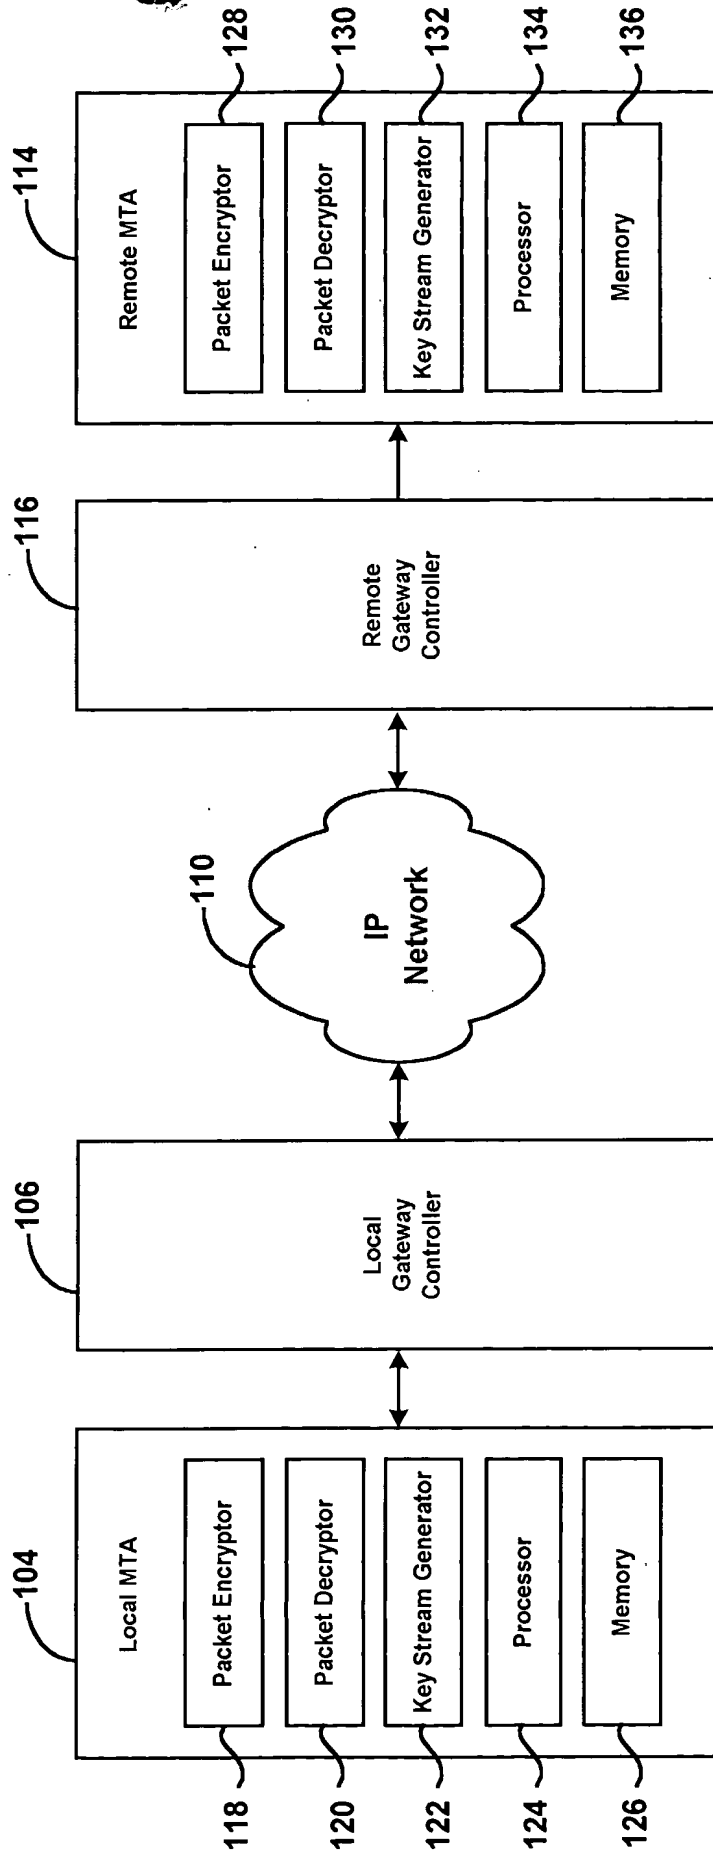 104
106
110
116
114
Local MTA
Packet Encryptor
Packet Decryptor
Key Stream Generator
Processor
Memory
118
120
122
124
126
Local
Gateway
Controller
IP
Network
Remote
Gateway
Controller
Remote MTA
Packet Encryptor
Packet Decryptor
Key Stream Generator
Processor
Memory
128
130
132
134
136